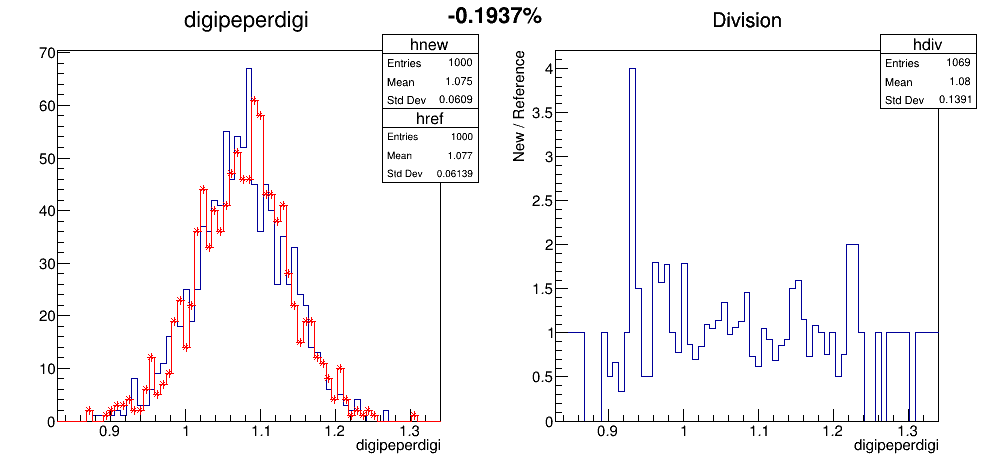 digipeperdigi
-0.1937%
Division
hnew
Entries 1000
Mean 1.075
Std Dev 0.0609
href
Entries 1000
Mean 1.077
Std Dev 0.06139
70
60
50
40
30
20
10
0
0.9 1 1.1 1.2 1.3
digipeperdigi
hdiv
Entries 1069
Mean 1.08
Std Dev 0.1391
New / Reference
4
3.5
3
2.5
2
1.5
1
0.5
0
0.9 1 1.1 1.2 1.3
digipeperdigi